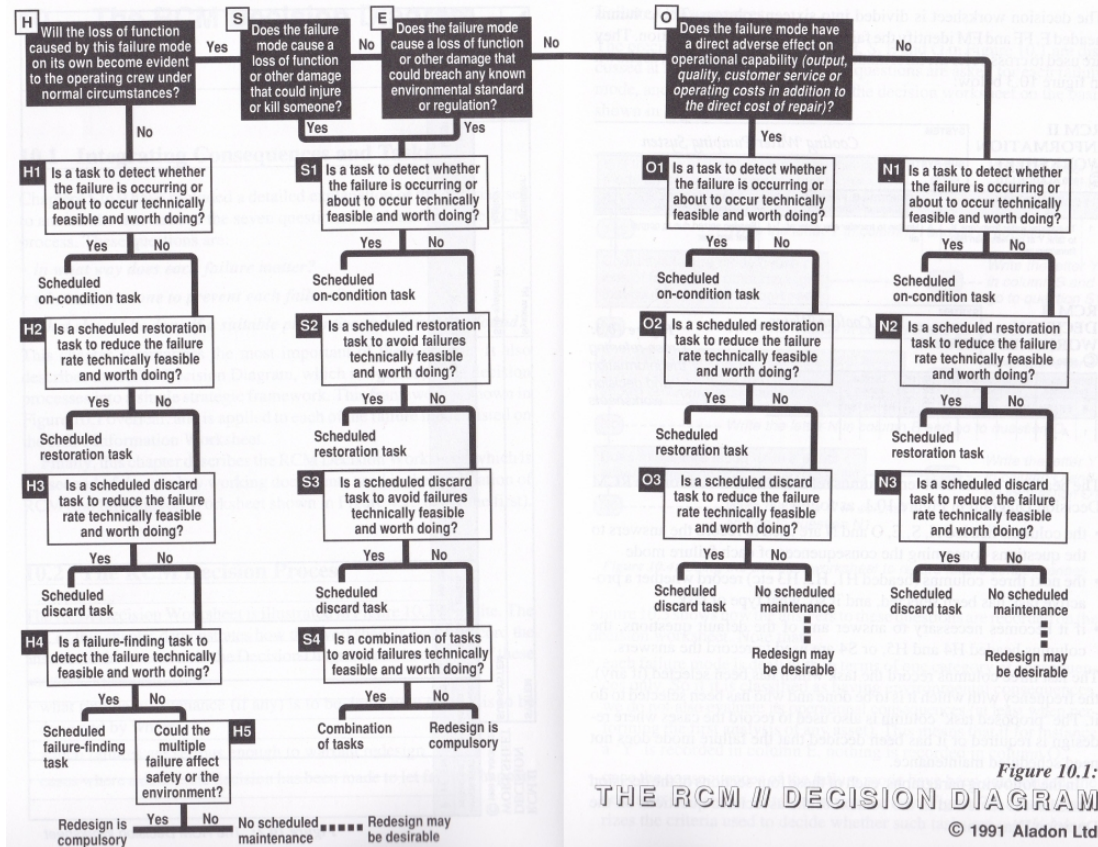 H
Will the loss of function
caused by this failure mode
on its own become evident
to the operating crew under
normal circumstances?
Yes
No
S
Does the failure
mode cause a
loss of function
or other damage
that could injure
or kill someone?
No
Yes
E
Does the failure mode
cause a loss of function
or other damage that
could breach any known
environmental standard
or regulation?
No
Yes
O
Does the failure mode have
a direct adverse effect on
operational capability (output,
quality, customer service or
operating costs in addition to
the direct cost of repair)?
No
Yes
H1
Is a task to detect whether
the failure is occurring or
about to occur technically
feasible and worth doing?
Yes No
Scheduled
on-condition task
H2
Is a scheduled restoration
task to reduce the failure
rate technically feasible
and worth doing?
Yes No
Scheduled
restoration task
H3
Is a scheduled discard
task to reduce the failure
rate technically feasible
and worth doing?
Yes No
Scheduled
discard task
H4
Is a failure-finding task to
detect the failure technically
feasible and worth doing?
Yes No
Scheduled
failure-finding
task
H5
Could the
multiple
failure affect
safety or the
environment?
Yes No
Redesign is
compulsory
No scheduled
maintenance
Redesign may
be desirable
S1
Is a task to detect whether
the failure is occurring or
about to occur technically
feasible and worth doing?
Yes No
Scheduled
on-condition task
S2
Is a scheduled restoration
task to avoid failures
technically feasible
and worth doing?
Yes No
Scheduled
restoration task
S3
Is a scheduled discard
task to avoid failures
technically feasible
and worth doing?
Yes No
Scheduled
discard task
S4
Is a combination of tasks
to avoid failures technically
feasible and worth doing?
Yes No
Combination
of tasks
Redesign is
compulsory
O1
Is a task to detect whether
the failure is occurring or
about to occur technically
feasible and worth doing?
Yes No
Scheduled
on-condition task
O2
Is a scheduled restoration
task to reduce the failure
rate technically feasible
and worth doing?
Yes No
Scheduled
restoration task
O3
Is a scheduled discard
task to reduce the failure
rate technically feasible
and worth doing?
Yes No
Scheduled
discard task
No scheduled
maintenance
Redesign may
be desirable
N1
Is a task to detect whether
the failure is occurring or
about to occur technically
feasible and worth doing?
Yes No
Scheduled
on-condition task
N2
Is a scheduled restoration
task to reduce the failure
rate technically feasible
and worth doing?
Yes No
Scheduled
restoration task
N3
Is a scheduled discard
task to reduce the failure
rate technically feasible
and worth doing?
Yes No
Scheduled
discard task
No scheduled
maintenance
Redesign may
be desirable
Figure 10.1:
THE RCM II DECISION DIAGRAM
© 1991 Aladon Ltd